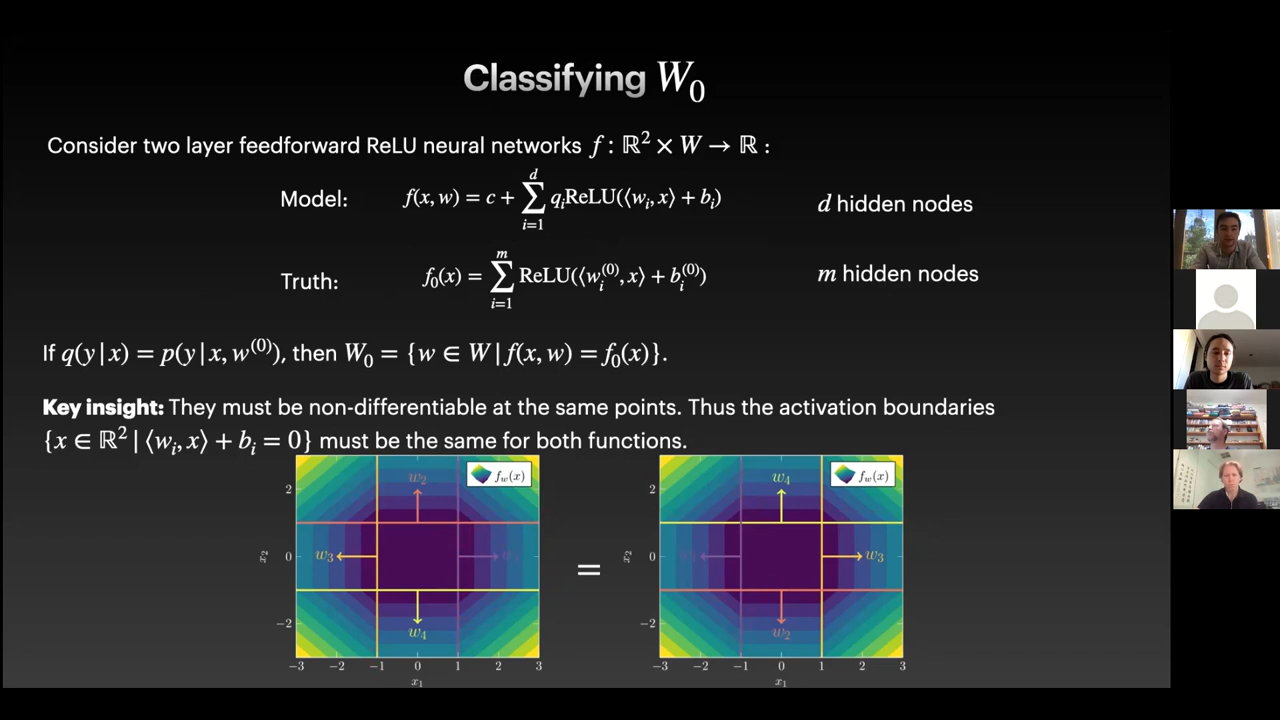 Classifying W₀
Consider two layer feedforward ReLU neural networks f : ℝ² × W → ℝ :
Model: f(x, w) = c + ∑_{i=1}^{d} qᵢReLU(⟨wᵢ, x⟩ + bᵢ) d hidden nodes
Truth: f₀(x) = ∑_{i=1}^{m} ReLU(⟨wᵢ⁽⁰⁾, x⟩ + bᵢ⁽⁰⁾) m hidden nodes
If q(y|x) = p(y|x, w⁽⁰⁾), then W₀ = {w ∈ W | f(x, w) = f₀(x)}.
Key insight: They must be non-differentiable at the same points. Thus the activation boundaries
{x ∈ ℝ² | ⟨wᵢ, x⟩ + bᵢ = 0} must be the same for both functions.
2
0
−2
x₂
w₂
w₃
w₄
f_w(x)
−3 −2 −1 0 1 2 3
x₁
=
2
0
−2
x₂
w₄
w₃
w₂
f_w(x)
−3 −2 −1 0 1 2 3
x₁